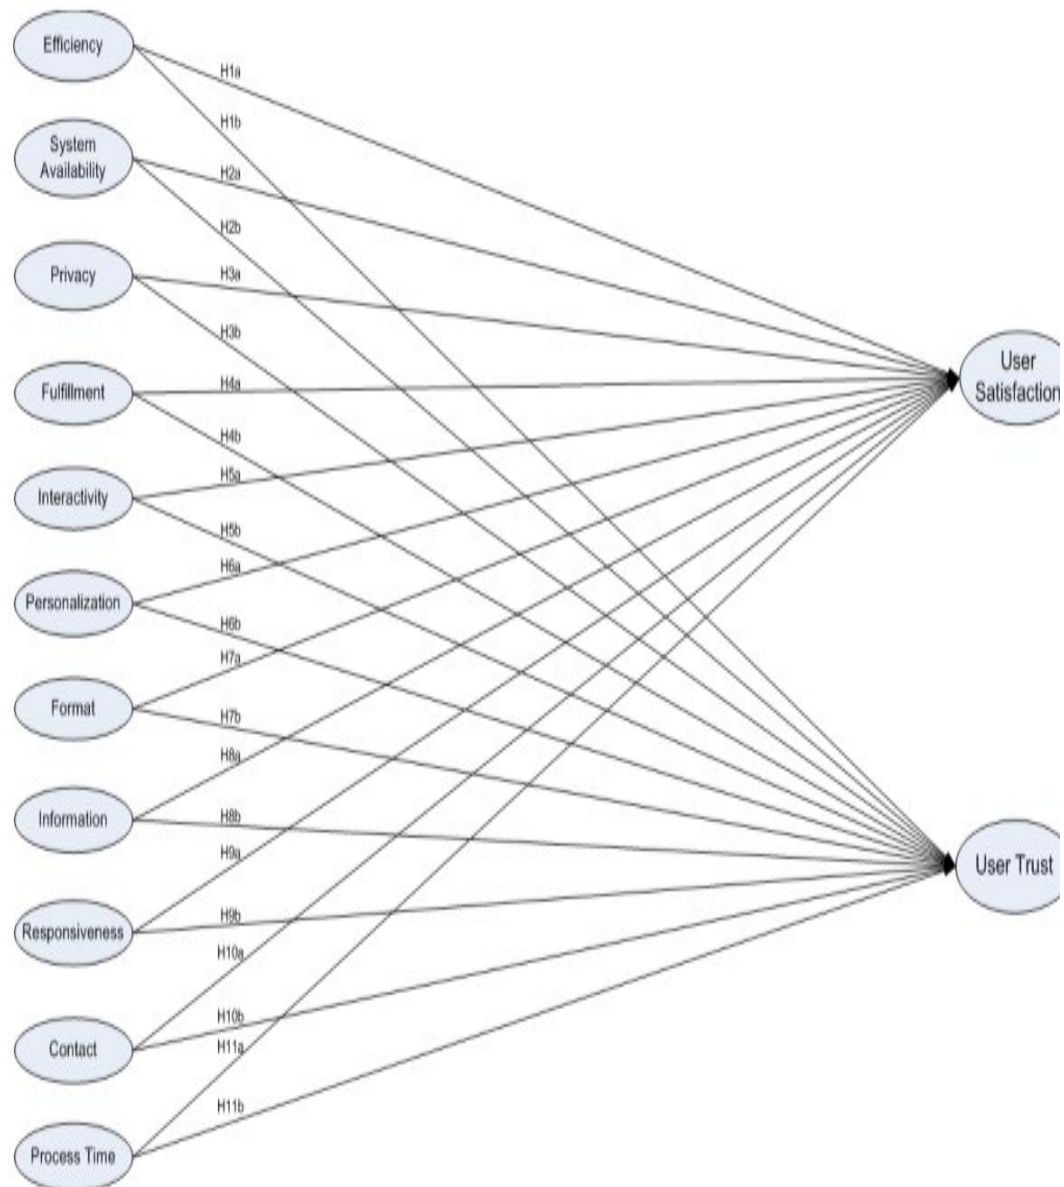 Efficiency
H1a
H1b
System
Availability
H2a
H2b
Privacy
H3a
H3b
User
Satisfaction
Fulfillment
H4a
H4b
Interactivity
H5a
H5b
Personalization
H6a
H6b
Format
H7a
H7b
Information
H8a
H8b
User Trust
Responsiveness
H9a
H9b
Contact
H10a
H10b
H11a
H11b
Process Time